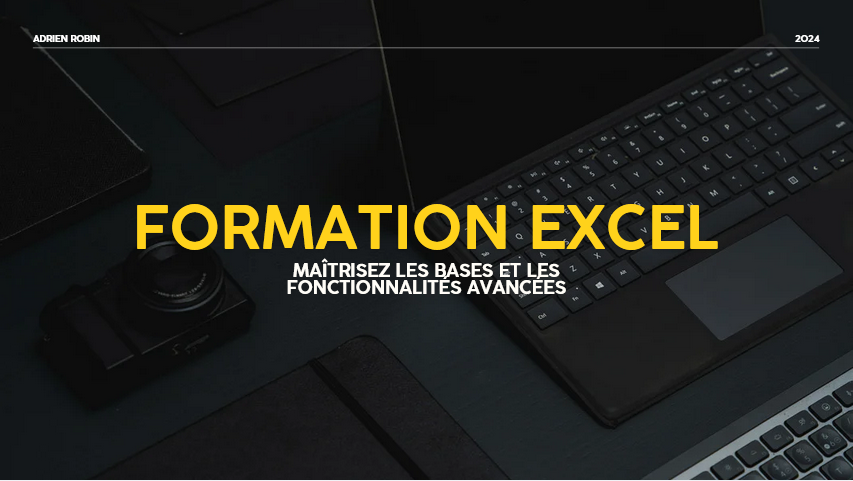 ADRIEN ROBIN
2024
FORMATION EXCEL
MAÎTRISEZ LES BASES ET LES
FONCTIONNALITÉS AVANCÉES